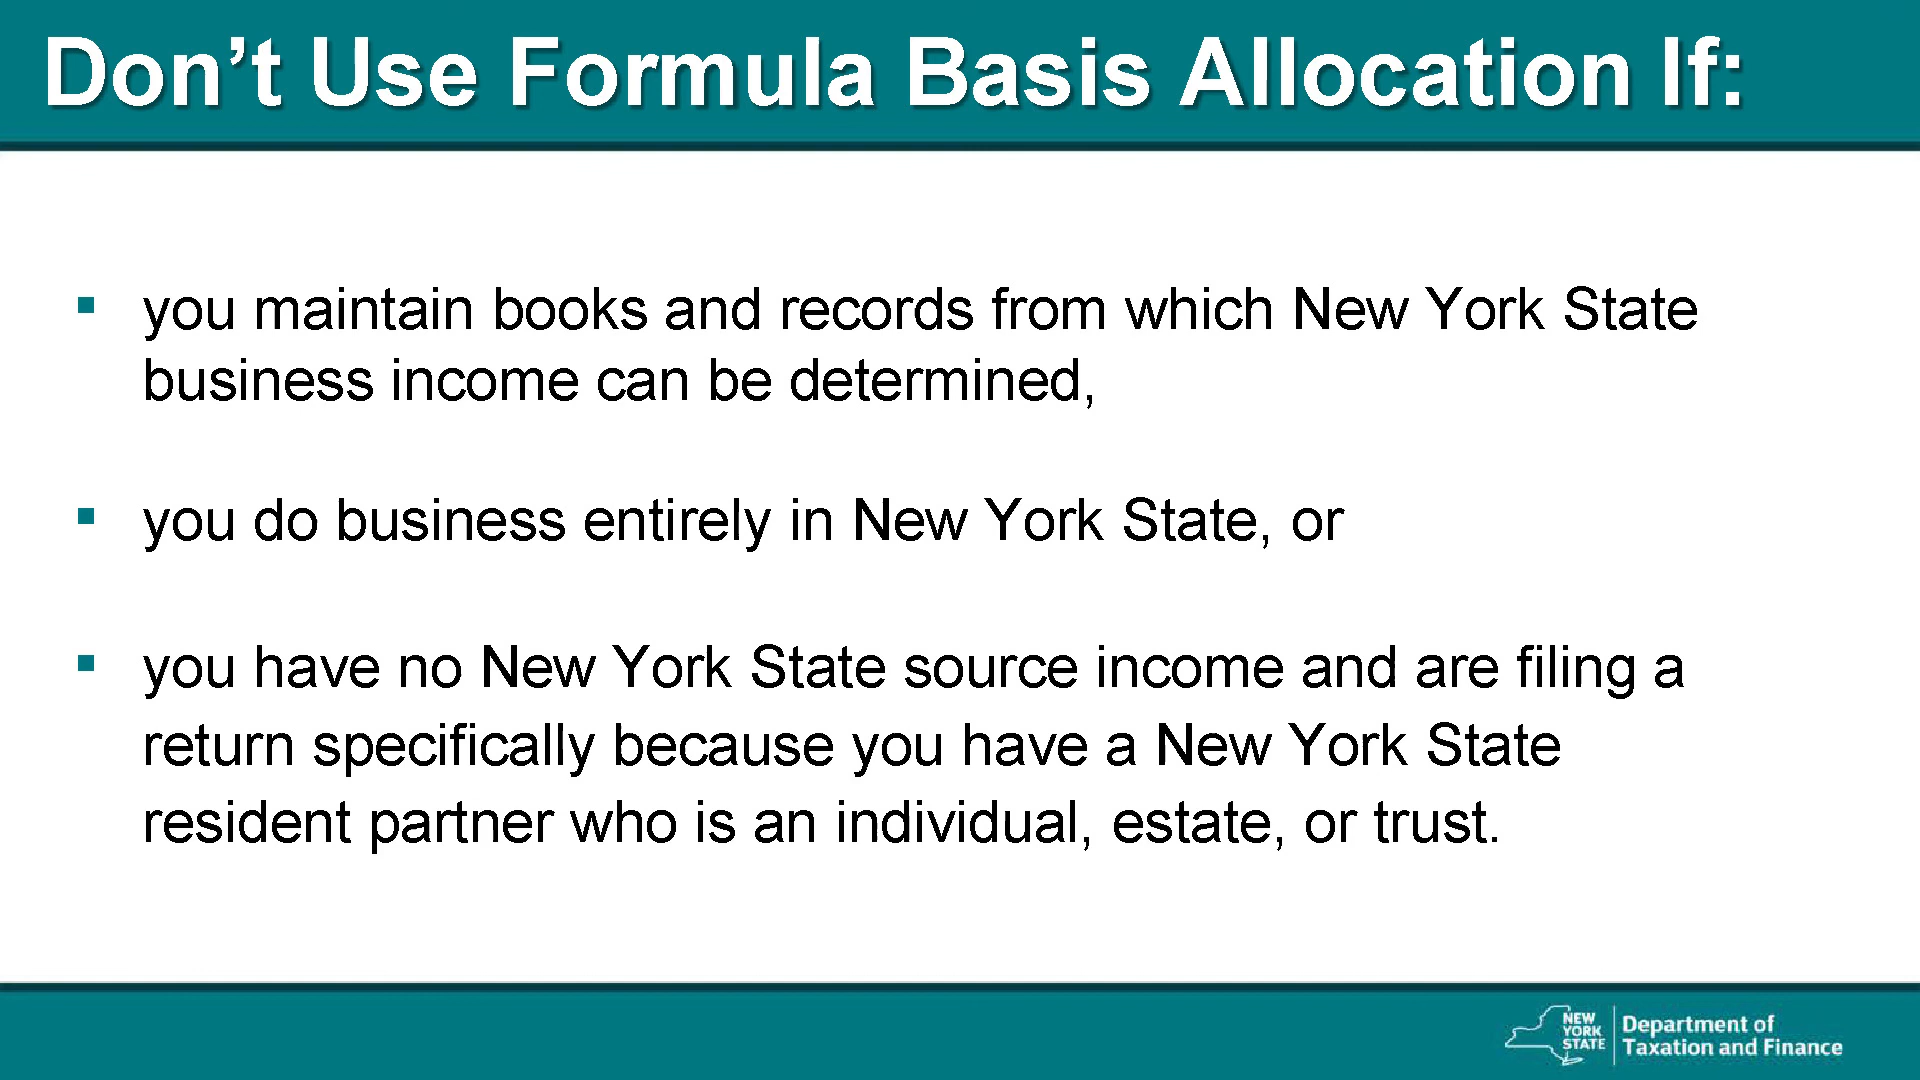 Don’t Use Formula Basis Allocation If:
▪ you maintain books and records from which New York State
business income can be determined,
▪ you do business entirely in New York State, or
▪ you have no New York State source income and are filing a
return specifically because you have a New York State
resident partner who is an individual, estate, or trust.
NEW
YORK
STATE
Department of
Taxation and Finance